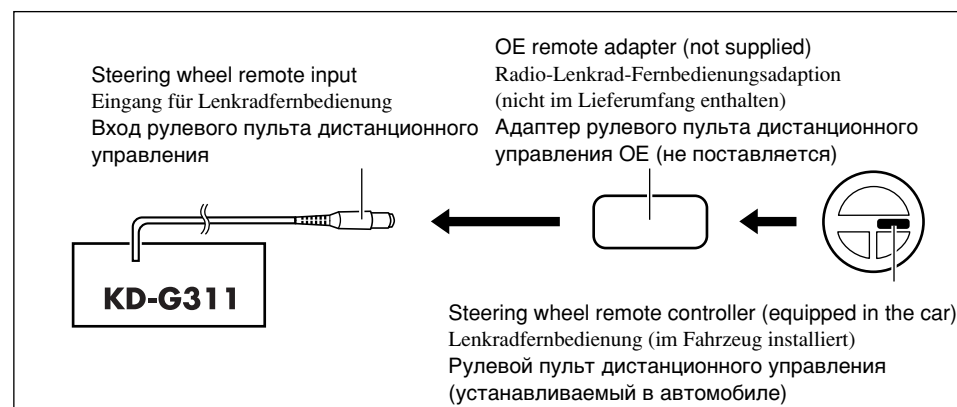 Steering wheel remote input
Eingang für Lenkradfernbedienung
Вход рулевого пульта дистанционного
управления
OE remote adapter (not supplied)
Radio-Lenkrad-Fernbedienungsadaption
(nicht im Lieferumfang enthalten)
Адаптер рулевого пульта дистанционного
управления OE (не поставляется)
KD-G311
Steering wheel remote controller (equipped in the car)
Lenkradfernbedienung (im Fahrzeug installiert)
Рулевой пульт дистанционного управления
(устанавливаемый в автомобиле)